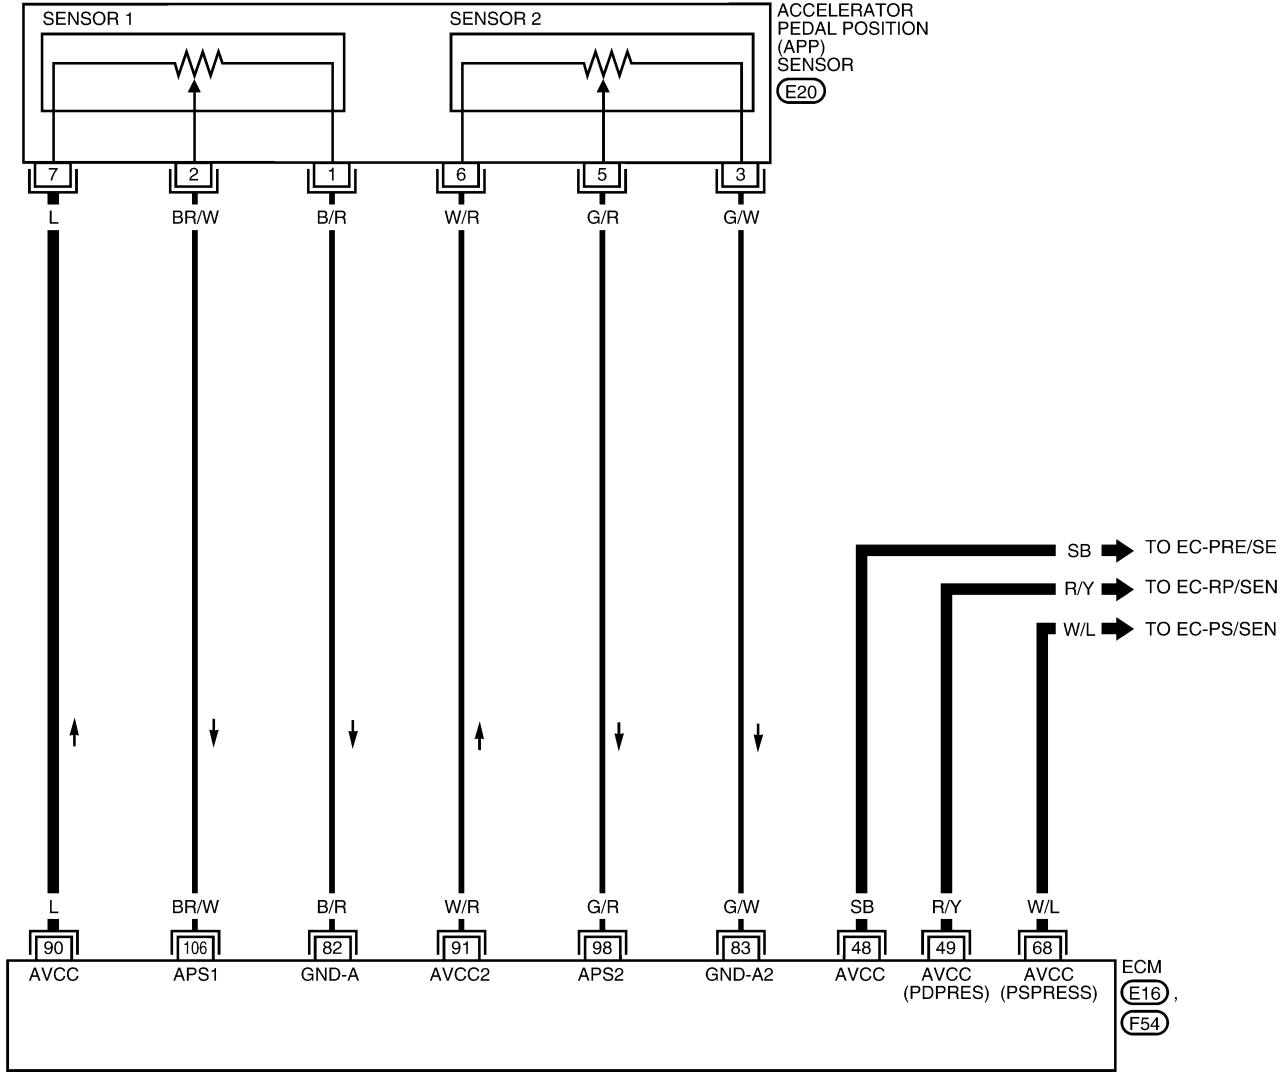 SENSOR 1
SENSOR 2
ACCELERATOR
PEDAL POSITION
(APP)
SENSOR
E20
7 2 1 6 5 3
L BR/W B/R W/R G/R G/W
SB TO EC-PRE/SE
R/Y TO EC-RP/SEN
W/L TO EC-PS/SEN
L BR/W B/R W/R G/R G/W SB R/Y W/L
90 106 82 91 98 83 48 49 68
AVCC APS1 GND-A AVCC2 APS2 GND-A2 AVCC AVCC AVCC
(PDPRES) (PSPRESS)
ECM
E16 ,
F54